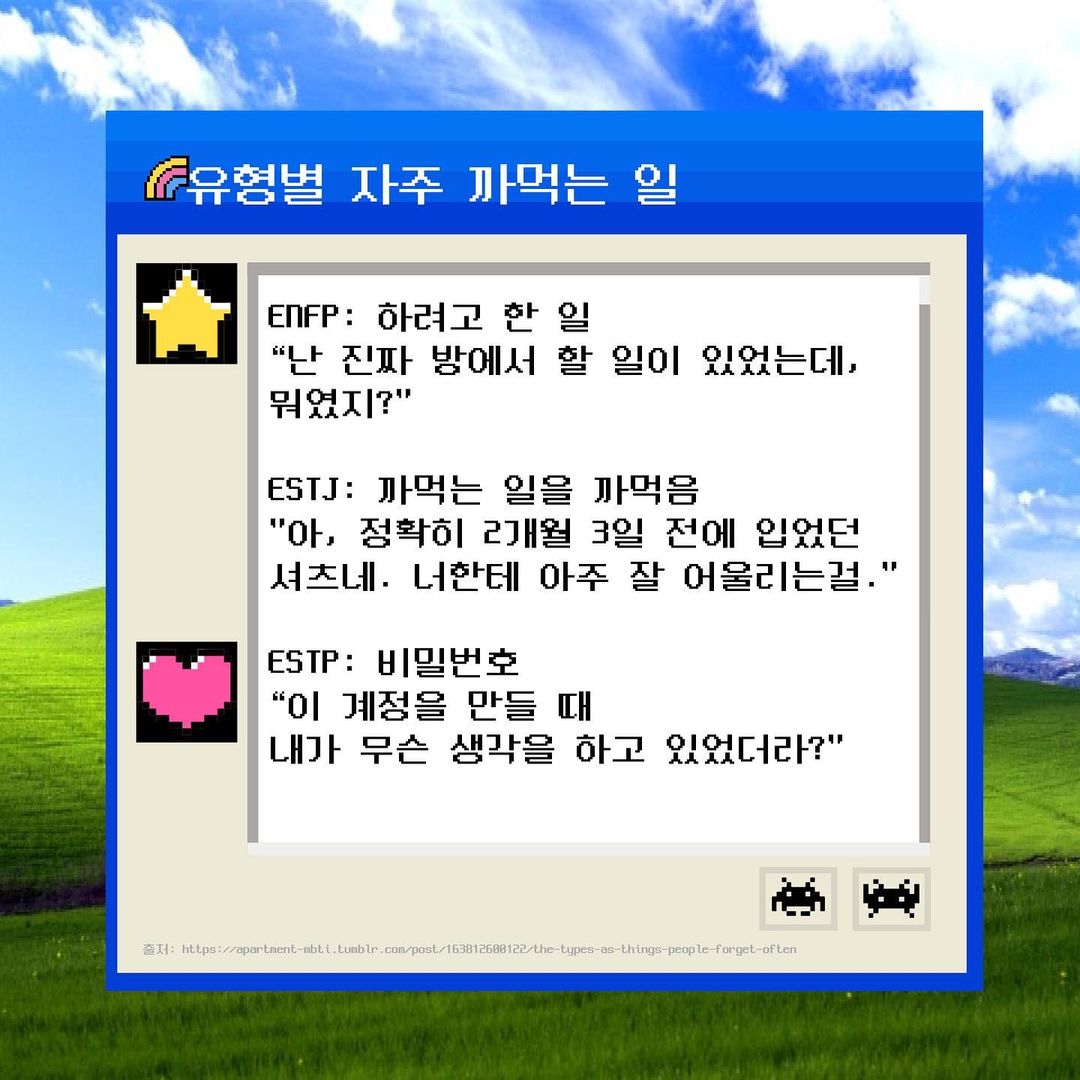 유형별 자주 까먹는 일
ENFP: 하려고 한 일
“난 진짜 방에서 할 일이 있었는데,
뭐였지?"
ESTJ: 까먹는 일을 까먹음
"아, 정확히 2개월 3일 전에 입었던
셔츠네. 너한테 아주 잘 어울리는걸."
ESTP: 비밀번호
“이 계정을 만들 때
내가 무슨 생각을 하고 있었더라?"
출처: https://apartment-mbti.tumblr.com/post/163812600122/the-types-as-things-people-forget-often